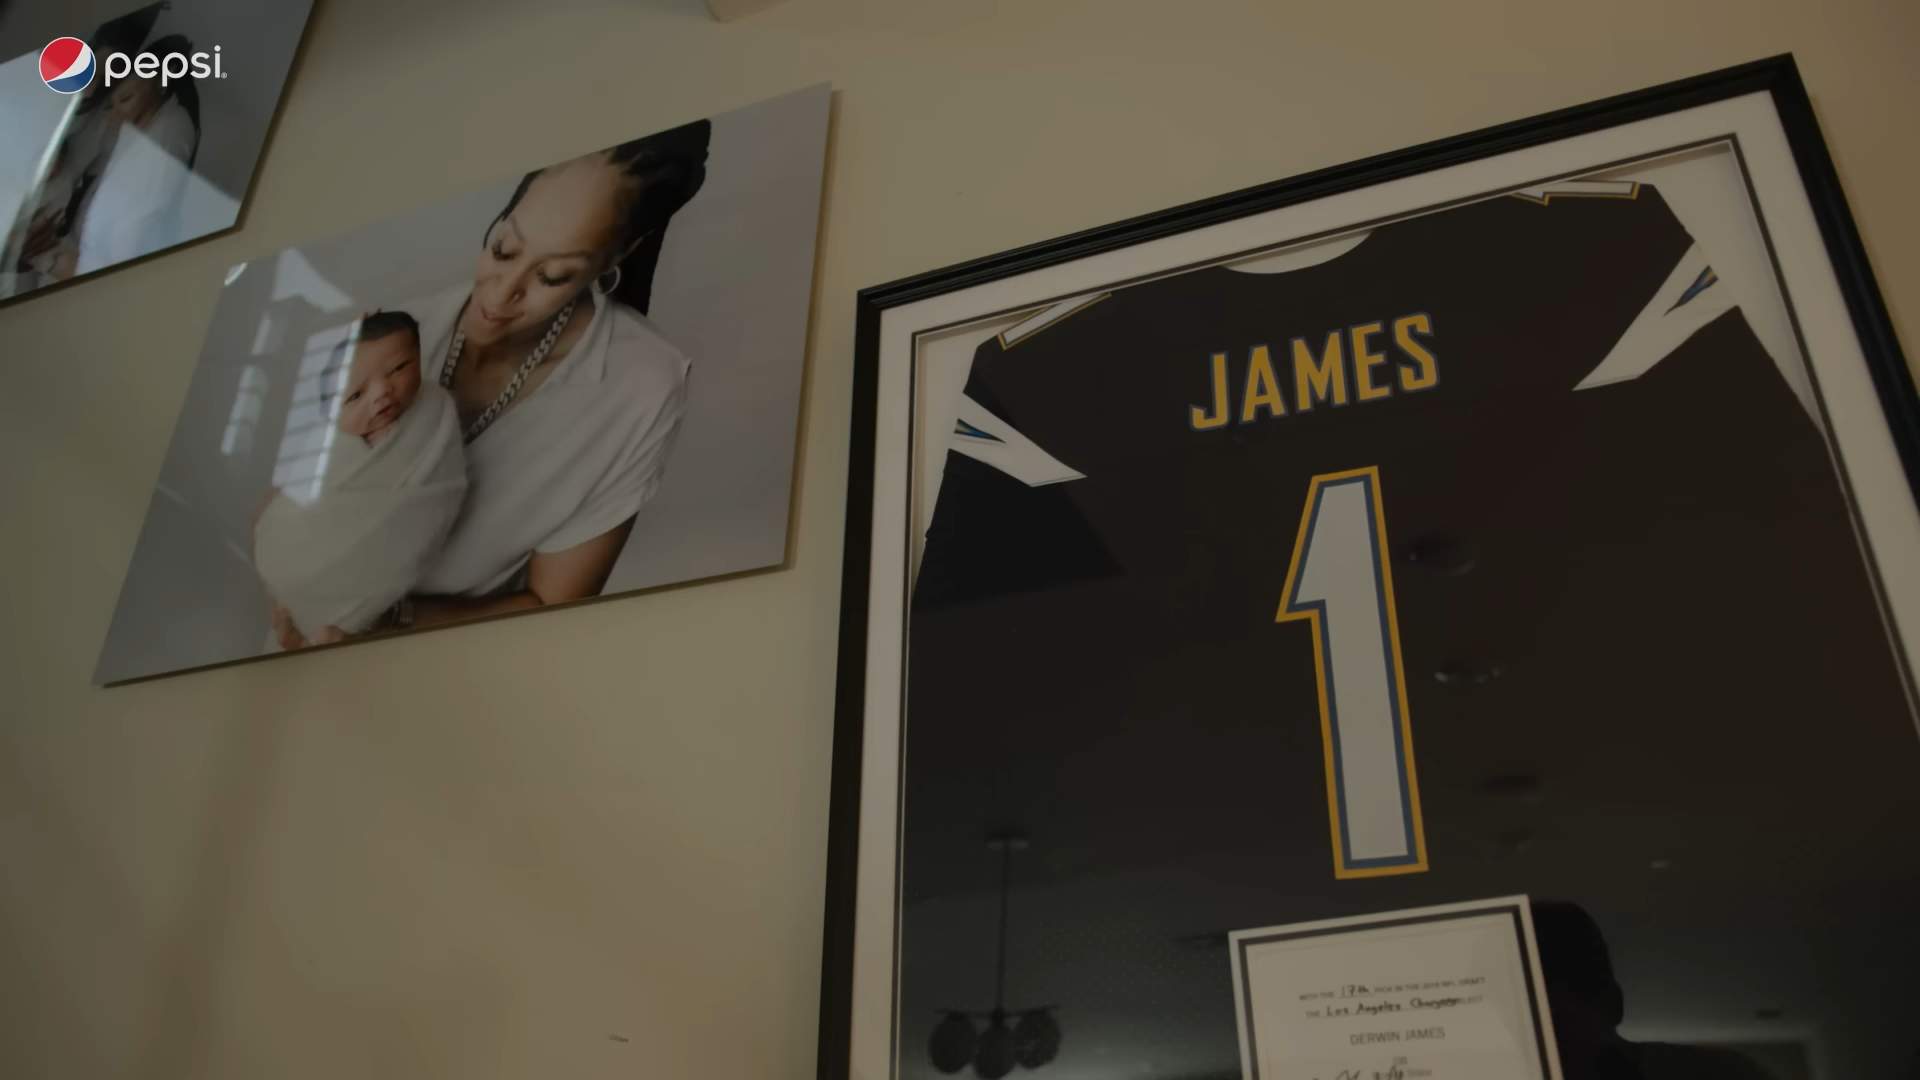 pepsi
JAMES
1
WITH THE 17th PICK IN THE 2018 NFL DRAFT
THE Los Angeles Chargers SELECT
DERWIN JAMES
DB